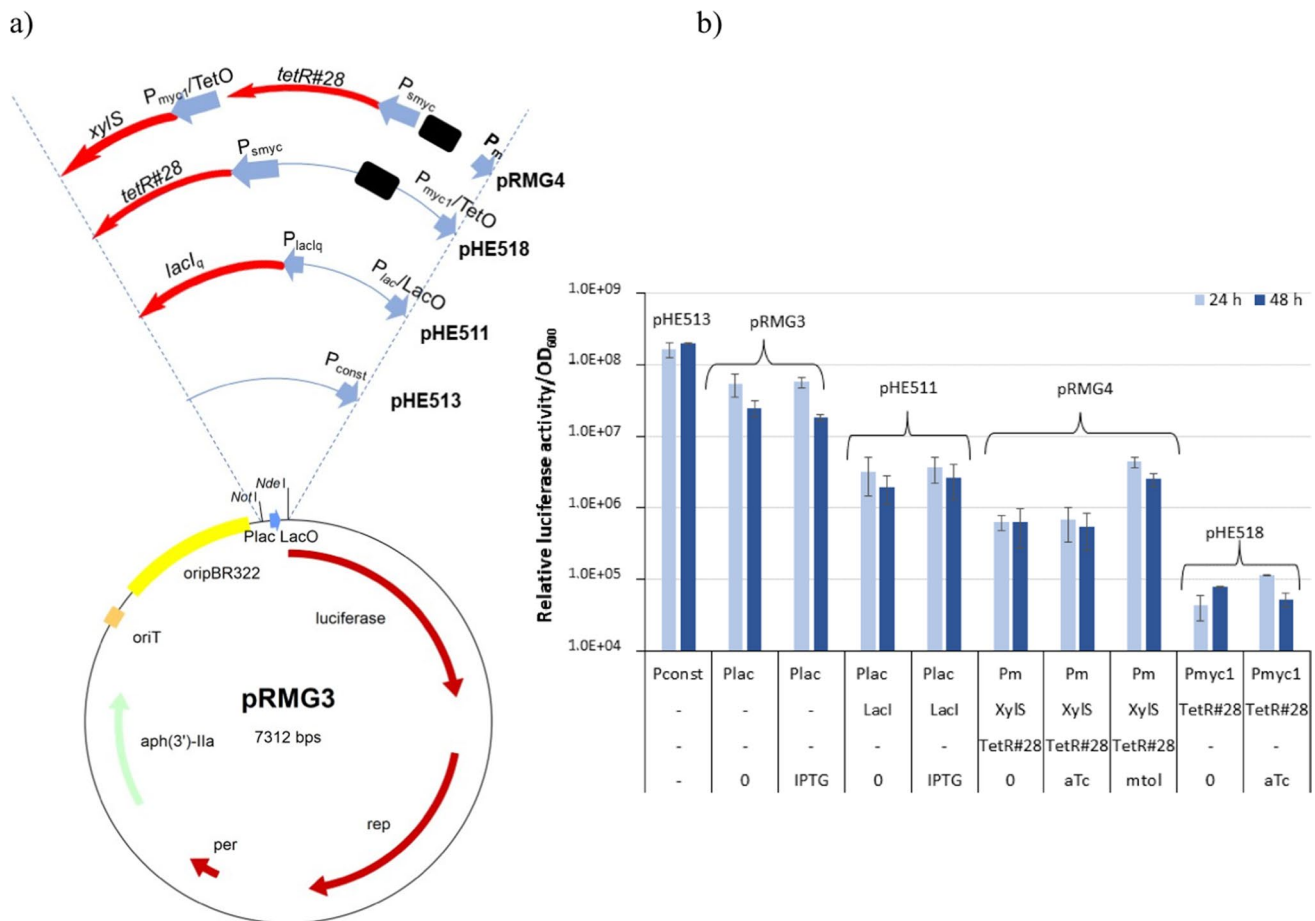 a)
xylS
Pmyc1/TetO
tetR#28
Psmyc
Pm
pRMG4
tetR#28
Psmyc
Pmyc1/TetO
pHE518
lacIq
PlacIq
Plac/LacO
pHE511
Pconst
pHE513
NotI
NdeI
Plac LacO
oripBR322
oriT
luciferase
pRMG3
7312 bps
aph(3')-IIa
rep
per
b)
Relative luciferase activity/OD600
1.0E+09
1.0E+08
1.0E+07
1.0E+06
1.0E+05
1.0E+04
24 h 48 h
pHE513
pRMG3
pHE511
pRMG4
pHE518
Pconst Plac Plac Plac Plac Pm Pm Pm Pmyc1 Pmyc1
- - - LacI LacI XylS XylS XylS TetR#28 TetR#28
- - - - - TetR#28 TetR#28 TetR#28 - -
- 0 IPTG 0 IPTG 0 aTc mtol 0 aTc